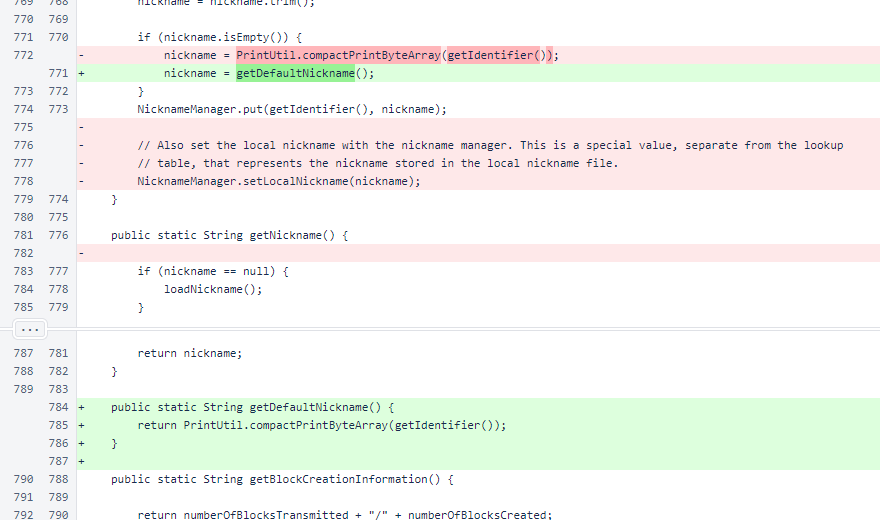 769 768 nickname = nickname.trim();
770 769
771 770 if (nickname.isEmpty()) {
772 - nickname = PrintUtil.compactPrintByteArray(getIdentifier());
771 + nickname = getDefaultNickname();
773 772 }
774 773 NicknameManager.put(getIdentifier(), nickname);
775 -
776 - // Also set the local nickname with the nickname manager. This is a special value, separate from the lookup
777 - // table, that represents the nickname stored in the local nickname file.
778 - NicknameManager.setLocalNickname(nickname);
779 774 }
780 775
781 776 public static String getNickname() {
782 -
783 777 if (nickname == null) {
784 778 loadNickname();
785 779 }
...
787 781 return nickname;
788 782 }
789 783
784 + public static String getDefaultNickname() {
785 + return PrintUtil.compactPrintByteArray(getIdentifier());
786 + }
787 +
790 788 public static String getBlockCreationInformation() {
791 789
792 790 return numberOfBlocksTransmitted + "/" + numberOfBlocksCreated;